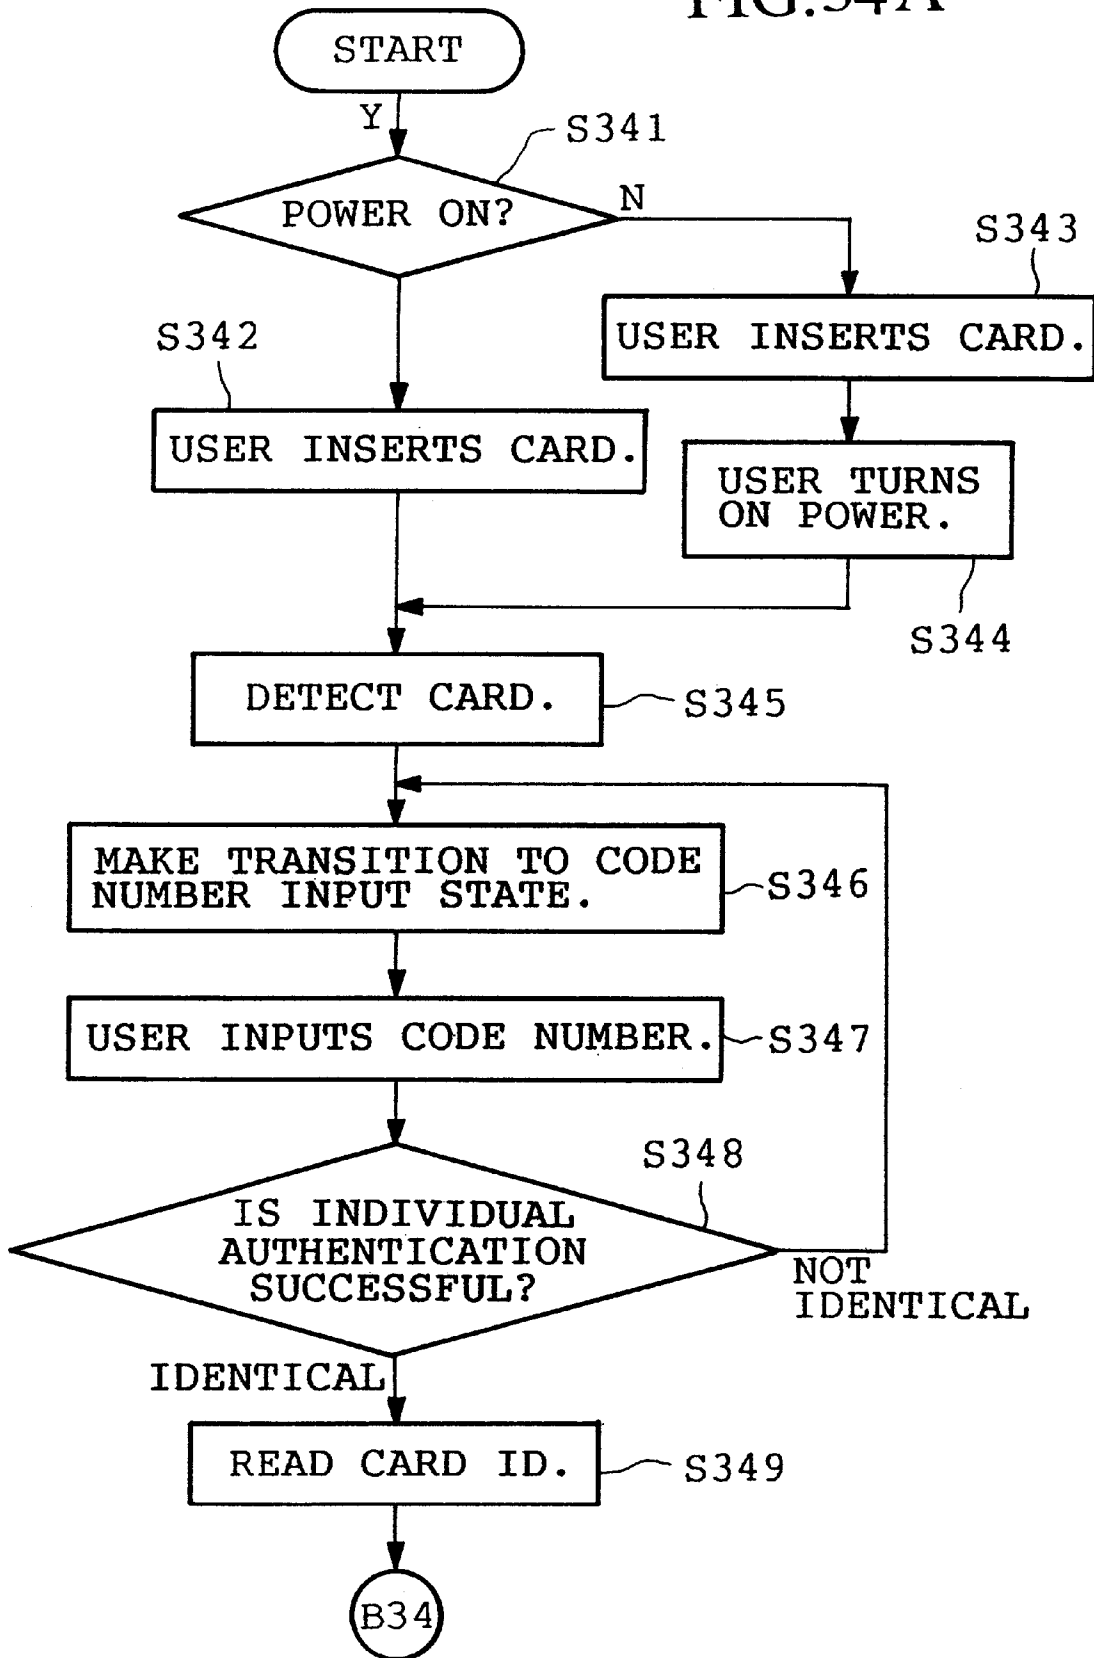 FIG.34A
START
Y
S341
POWER ON?
N
S343
USER INSERTS CARD.
S342
USER INSERTS CARD.
USER TURNS
ON POWER.
S344
DETECT CARD.
S345
MAKE TRANSITION TO CODE
NUMBER INPUT STATE.
S346
USER INPUTS CODE NUMBER.
S347
S348
IS INDIVIDUAL
AUTHENTICATION
SUCCESSFUL?
NOT
IDENTICAL
IDENTICAL
READ CARD ID.
S349
B34